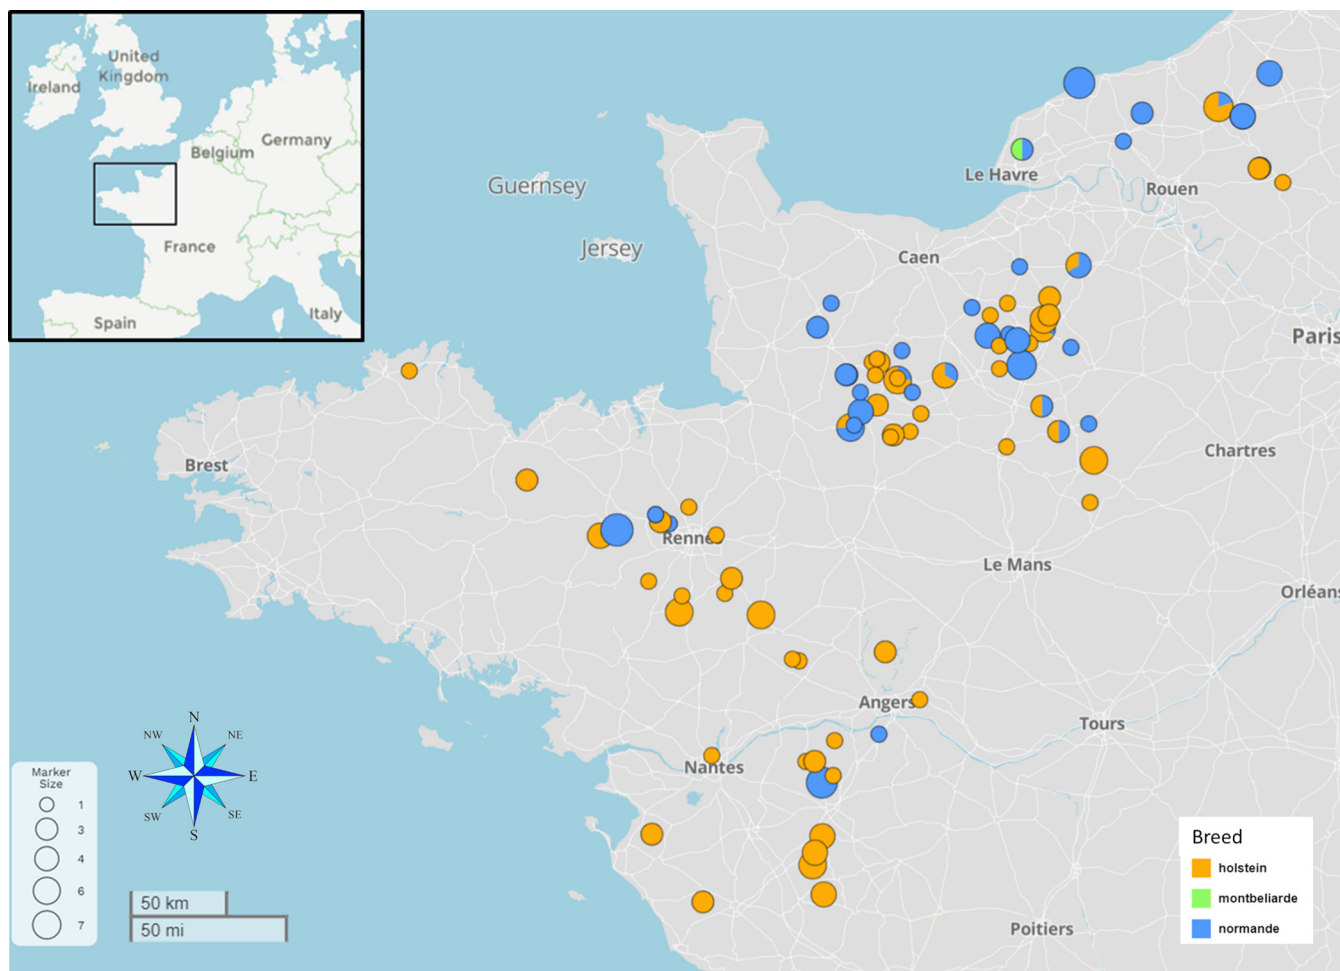 United
Kingdom
Ireland
Belgium
Germany
France
Spain
Italy
Guernsey
Jersey
Le Havre
Rouen
Caen
Paris
Brest
Chartres
Rennes
Le Mans
Orléans
Angers
Tours
Nantes
Poitiers
N
NW
NE
W
E
SW
SE
S
Marker
Size
1
3
4
6
7
50 km
50 mi
Breed
holstein
montbeliarde
normande